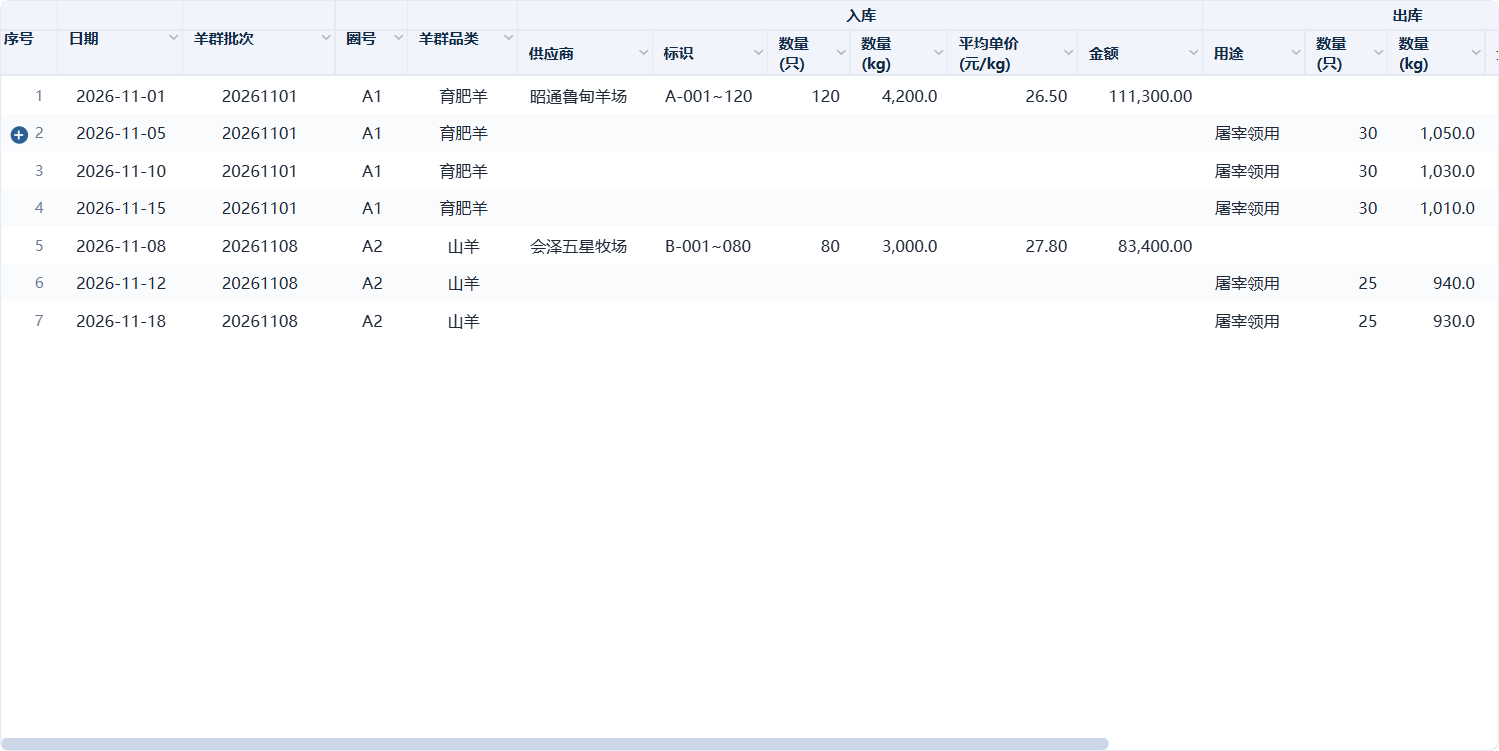 入库 出库
序号 日期 羊群批次 圈号 羊群品类 供应商 标识 数量 (只) 数量 (kg) 平均单价 (元/kg) 金额 用途 数量 (只) 数量 (kg)
1 2026-11-01 20261101 A1 育肥羊 昭通鲁甸羊场 A-001~120 120 4,200.0 26.50 111,300.00
2 2026-11-05 20261101 A1 育肥羊 屠宰领用 30 1,050.0
3 2026-11-10 20261101 A1 育肥羊 屠宰领用 30 1,030.0
4 2026-11-15 20261101 A1 育肥羊 屠宰领用 30 1,010.0
5 2026-11-08 20261108 A2 山羊 会泽五星牧场 B-001~080 80 3,000.0 27.80 83,400.00
6 2026-11-12 20261108 A2 山羊 屠宰领用 25 940.0
7 2026-11-18 20261108 A2 山羊 屠宰领用 25 930.0